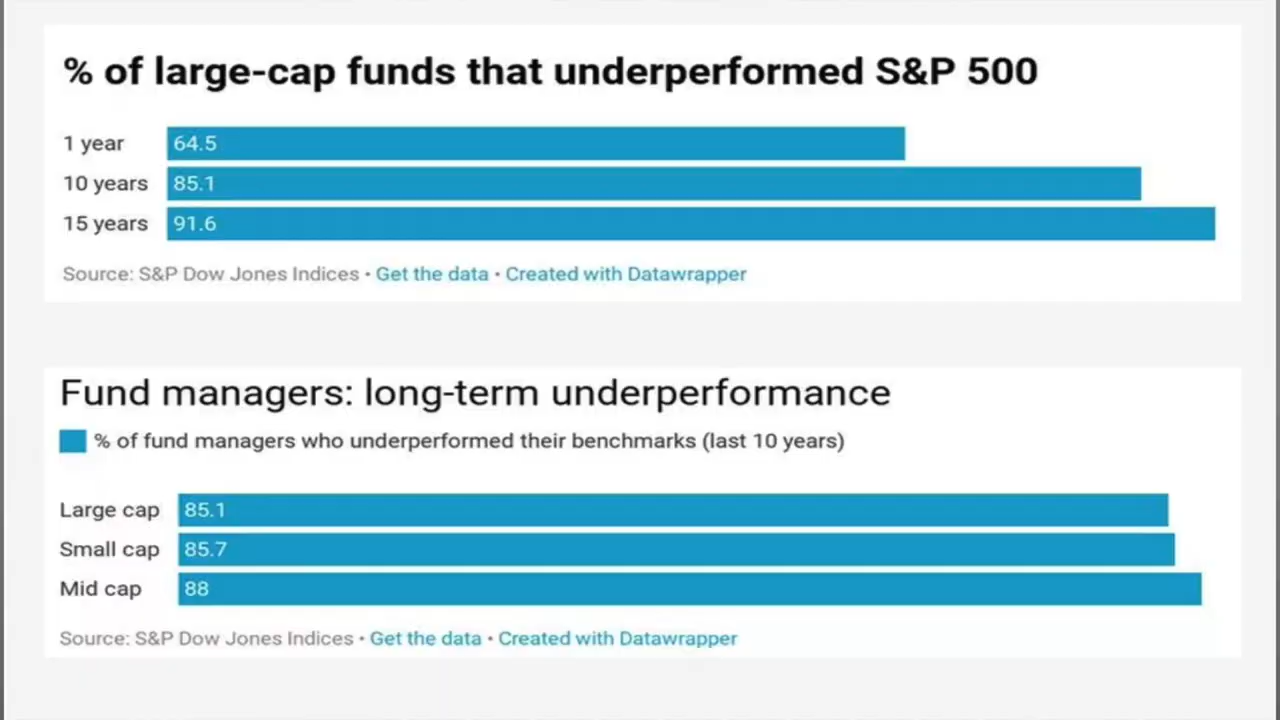 % of large-cap funds that underperformed S&P 500
1 year 64.5
10 years 85.1
15 years 91.6
Source: S&P Dow Jones Indices • Get the data • Created with Datawrapper
Fund managers: long-term underperformance
% of fund managers who underperformed their benchmarks (last 10 years)
Large cap 85.1
Small cap 85.7
Mid cap 88
Source: S&P Dow Jones Indices • Get the data • Created with Datawrapper